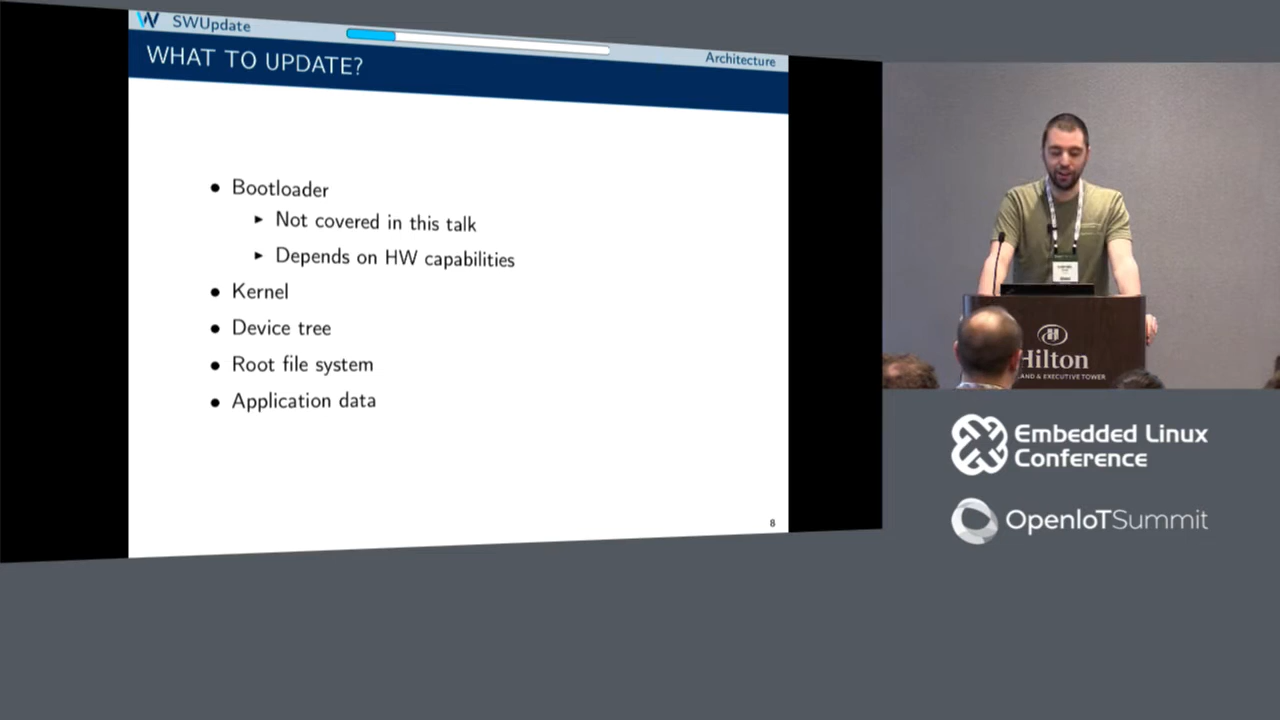 SWUpdate
Architecture
WHAT TO UPDATE?
• Bootloader
▶ Not covered in this talk
▶ Depends on HW capabilities
• Kernel
• Device tree
• Root file system
• Application data
8
Hilton
LAND & EXECUTIVE TOWER
Embedded Linux
Conference
OpenIoTSummit